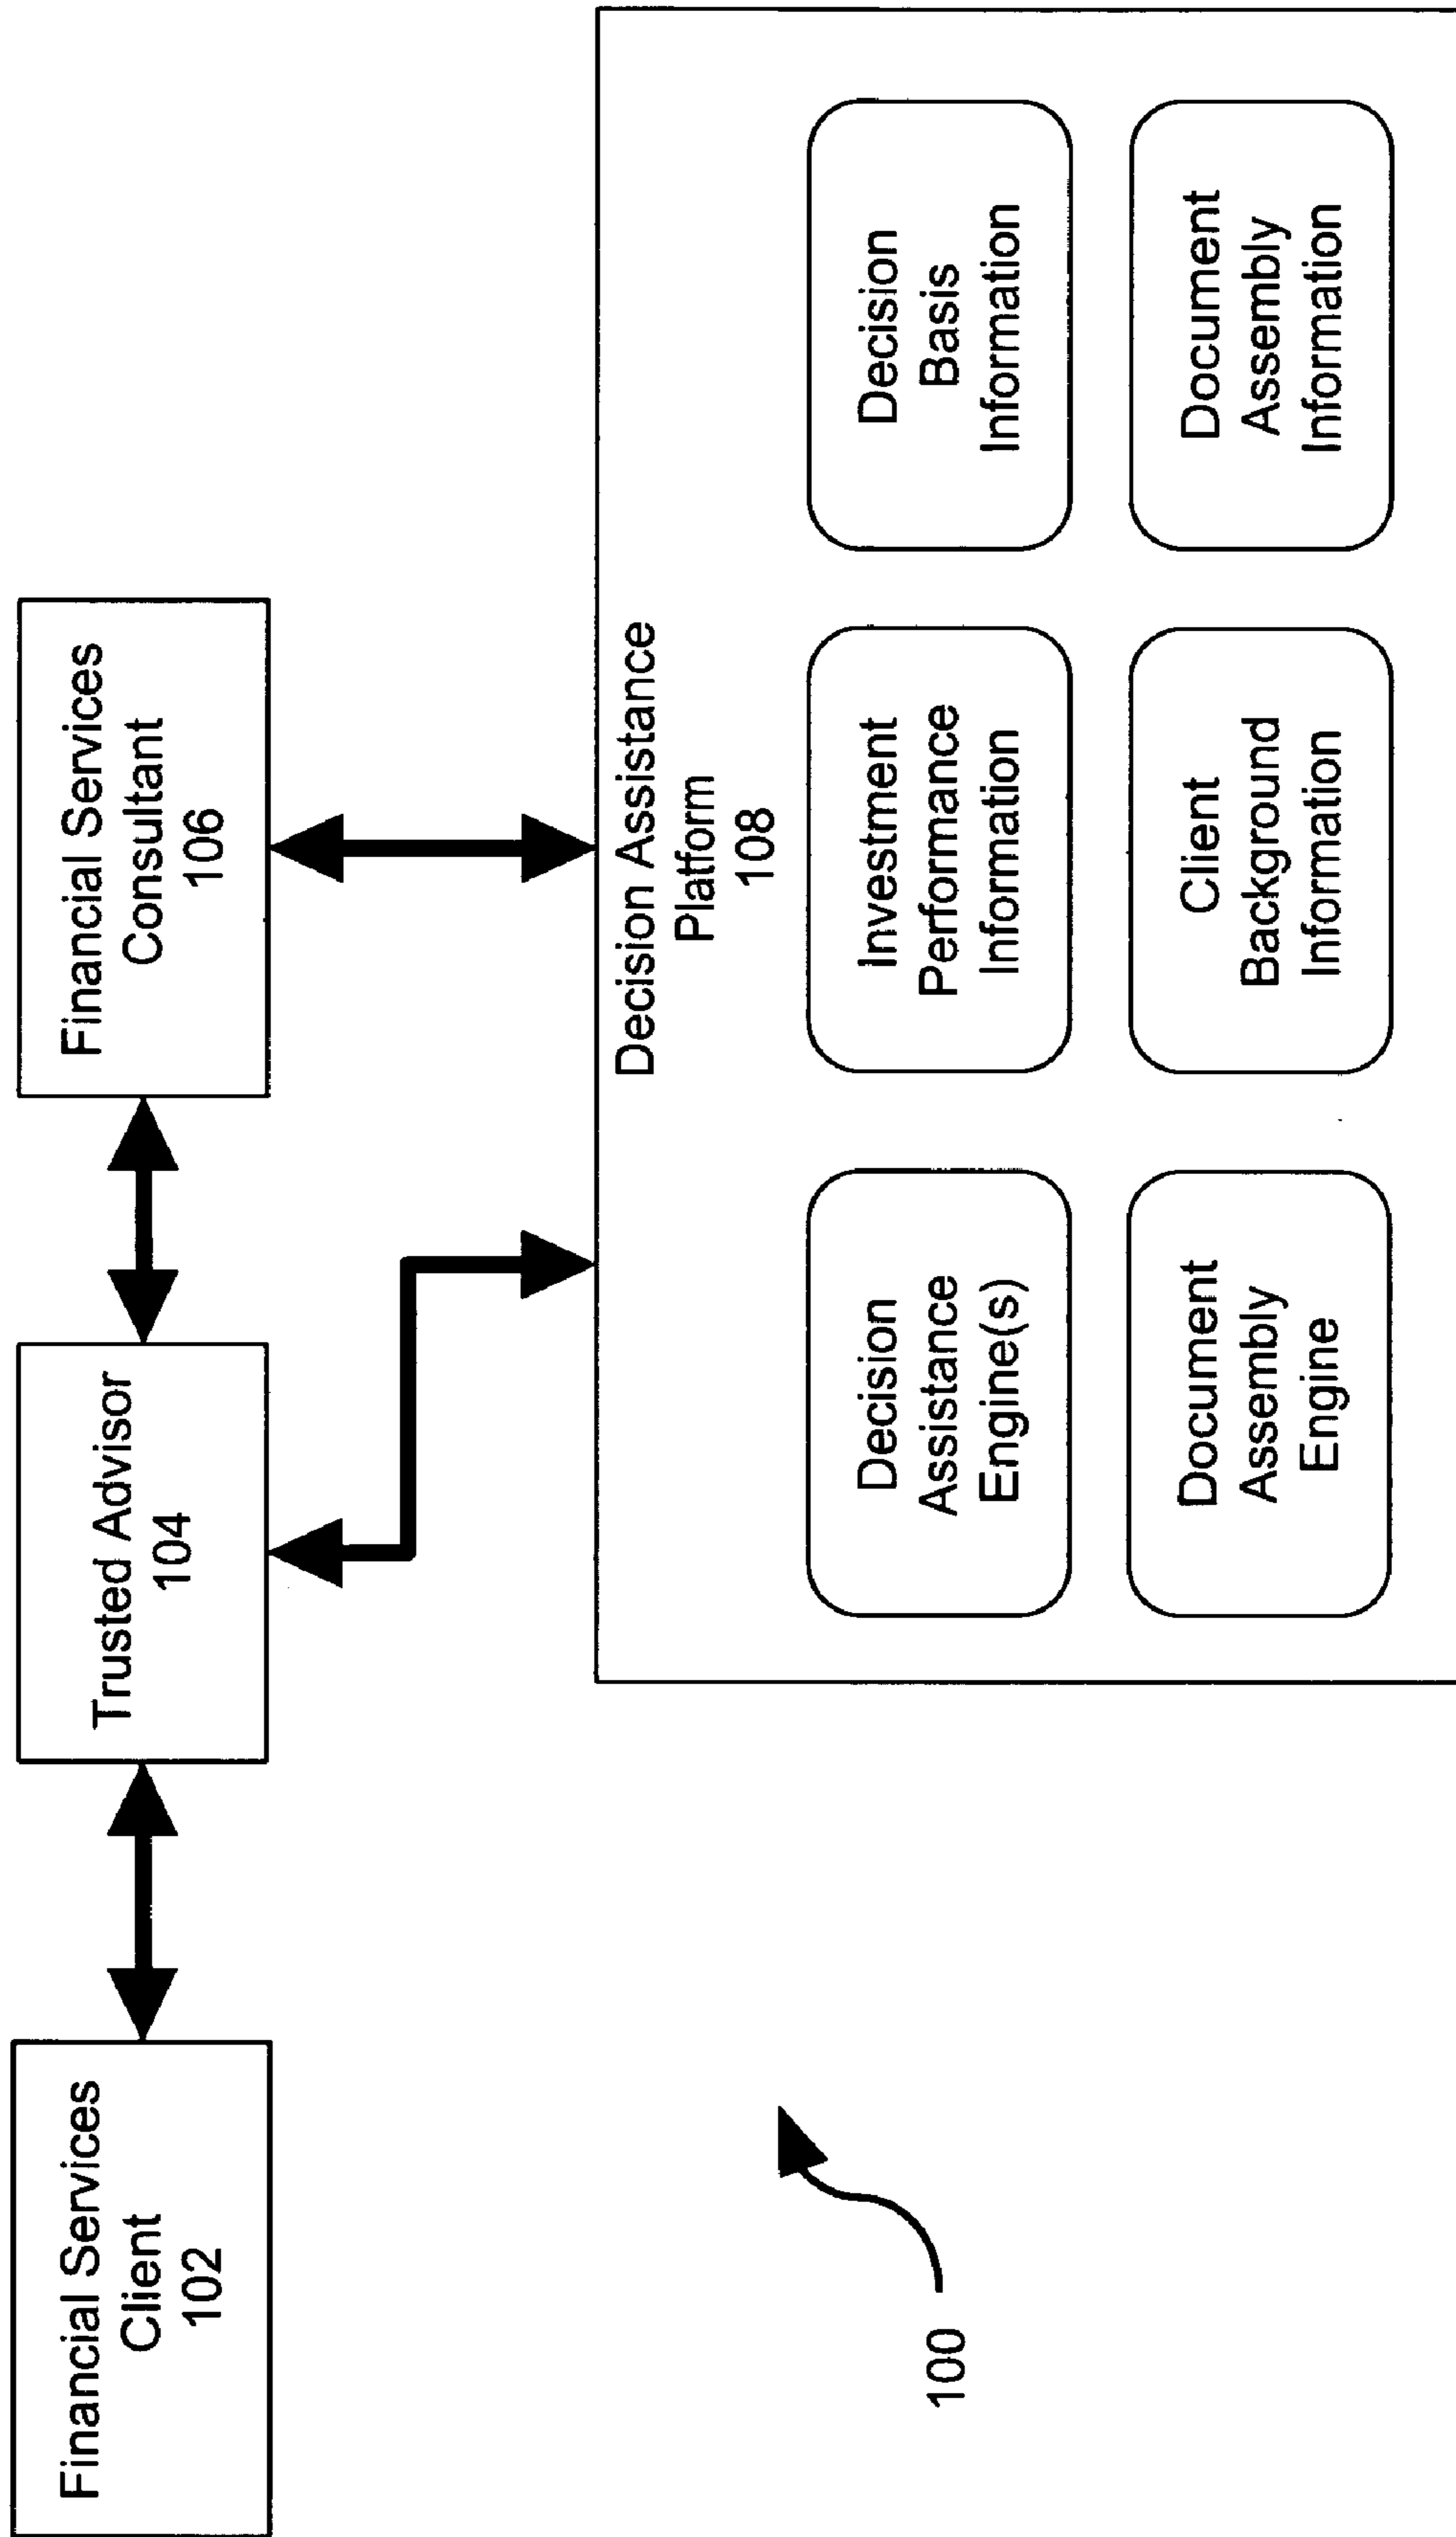 Financial Services
Client
102
Trusted Advisor
104
Financial Services
Consultant
106
Decision Assistance
Platform
108
Decision
Assistance
Engine(s)
Investment
Performance
Information
Decision
Basis
Information
Document
Assembly
Engine
Client
Background
Information
Document
Assembly
Information
100